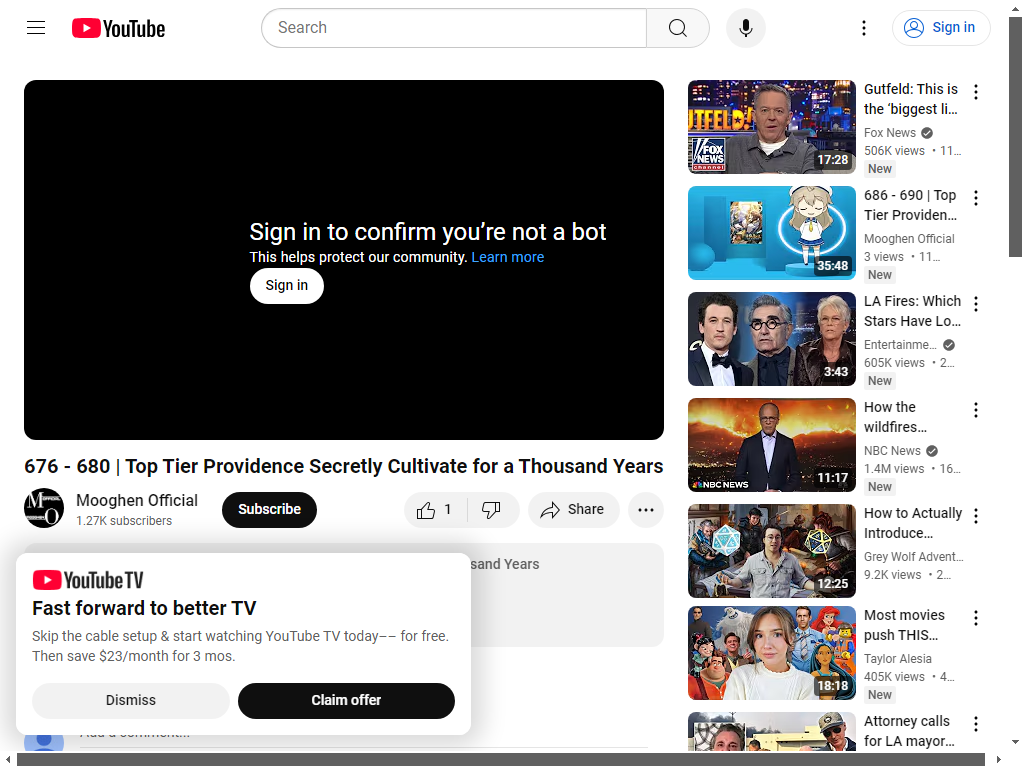 YouTube
Search
Sign in
Sign in to confirm you’re not a bot
This helps protect our community. Learn more
Sign in
676 - 680 | Top Tier Providence Secretly Cultivate for a Thousand Years
Mooghen Official
1.27K subscribers
Subscribe
1
Share
sand Years
YouTube TV
Fast forward to better TV
Skip the cable setup & start watching YouTube TV today–– for free.
Then save $23/month for 3 mos.
Dismiss
Claim offer
Gutfeld: This is
the ‘biggest li...
Fox News
506K views • 11...
New
FOX
NEWS
channel
17:28
686 - 690 | Top
Tier Providen...
Mooghen Official
3 views • 11...
New
35:48
LA Fires: Which
Stars Have Lo...
Entertainme...
605K views • 2...
New
3:43
How the
wildfires...
NBC News
1.4M views • 16...
New
NBC NEWS
11:17
How to Actually
Introduce...
Grey Wolf Advent...
9.2K views • 2...
12:25
Most movies
push THIS...
Taylor Alesia
405K views • 4...
New
18:18
Attorney calls
for LA mayor...